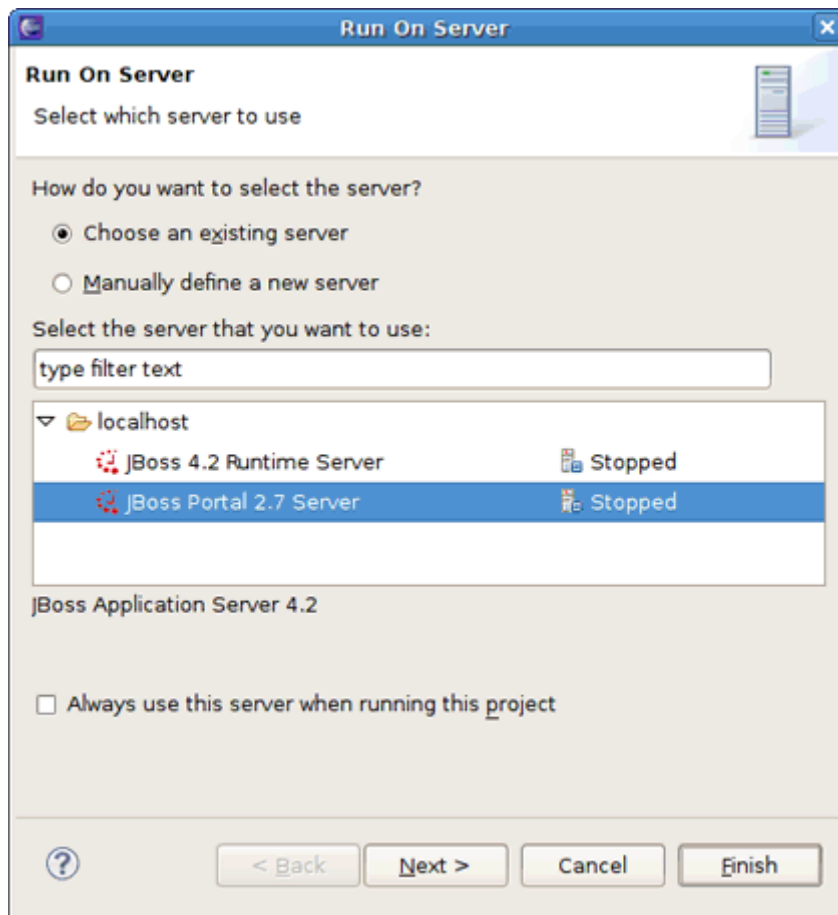 Run On Server
Run On Server
Select which server to use
How do you want to select the server?
Choose an existing server
Manually define a new server
Select the server that you want to use:
type filter text
localhost
JBoss 4.2 Runtime Server Stopped
JBoss Portal 2.7 Server Stopped
JBoss Application Server 4.2
Always use this server when running this project
? < Back Next > Cancel Finish